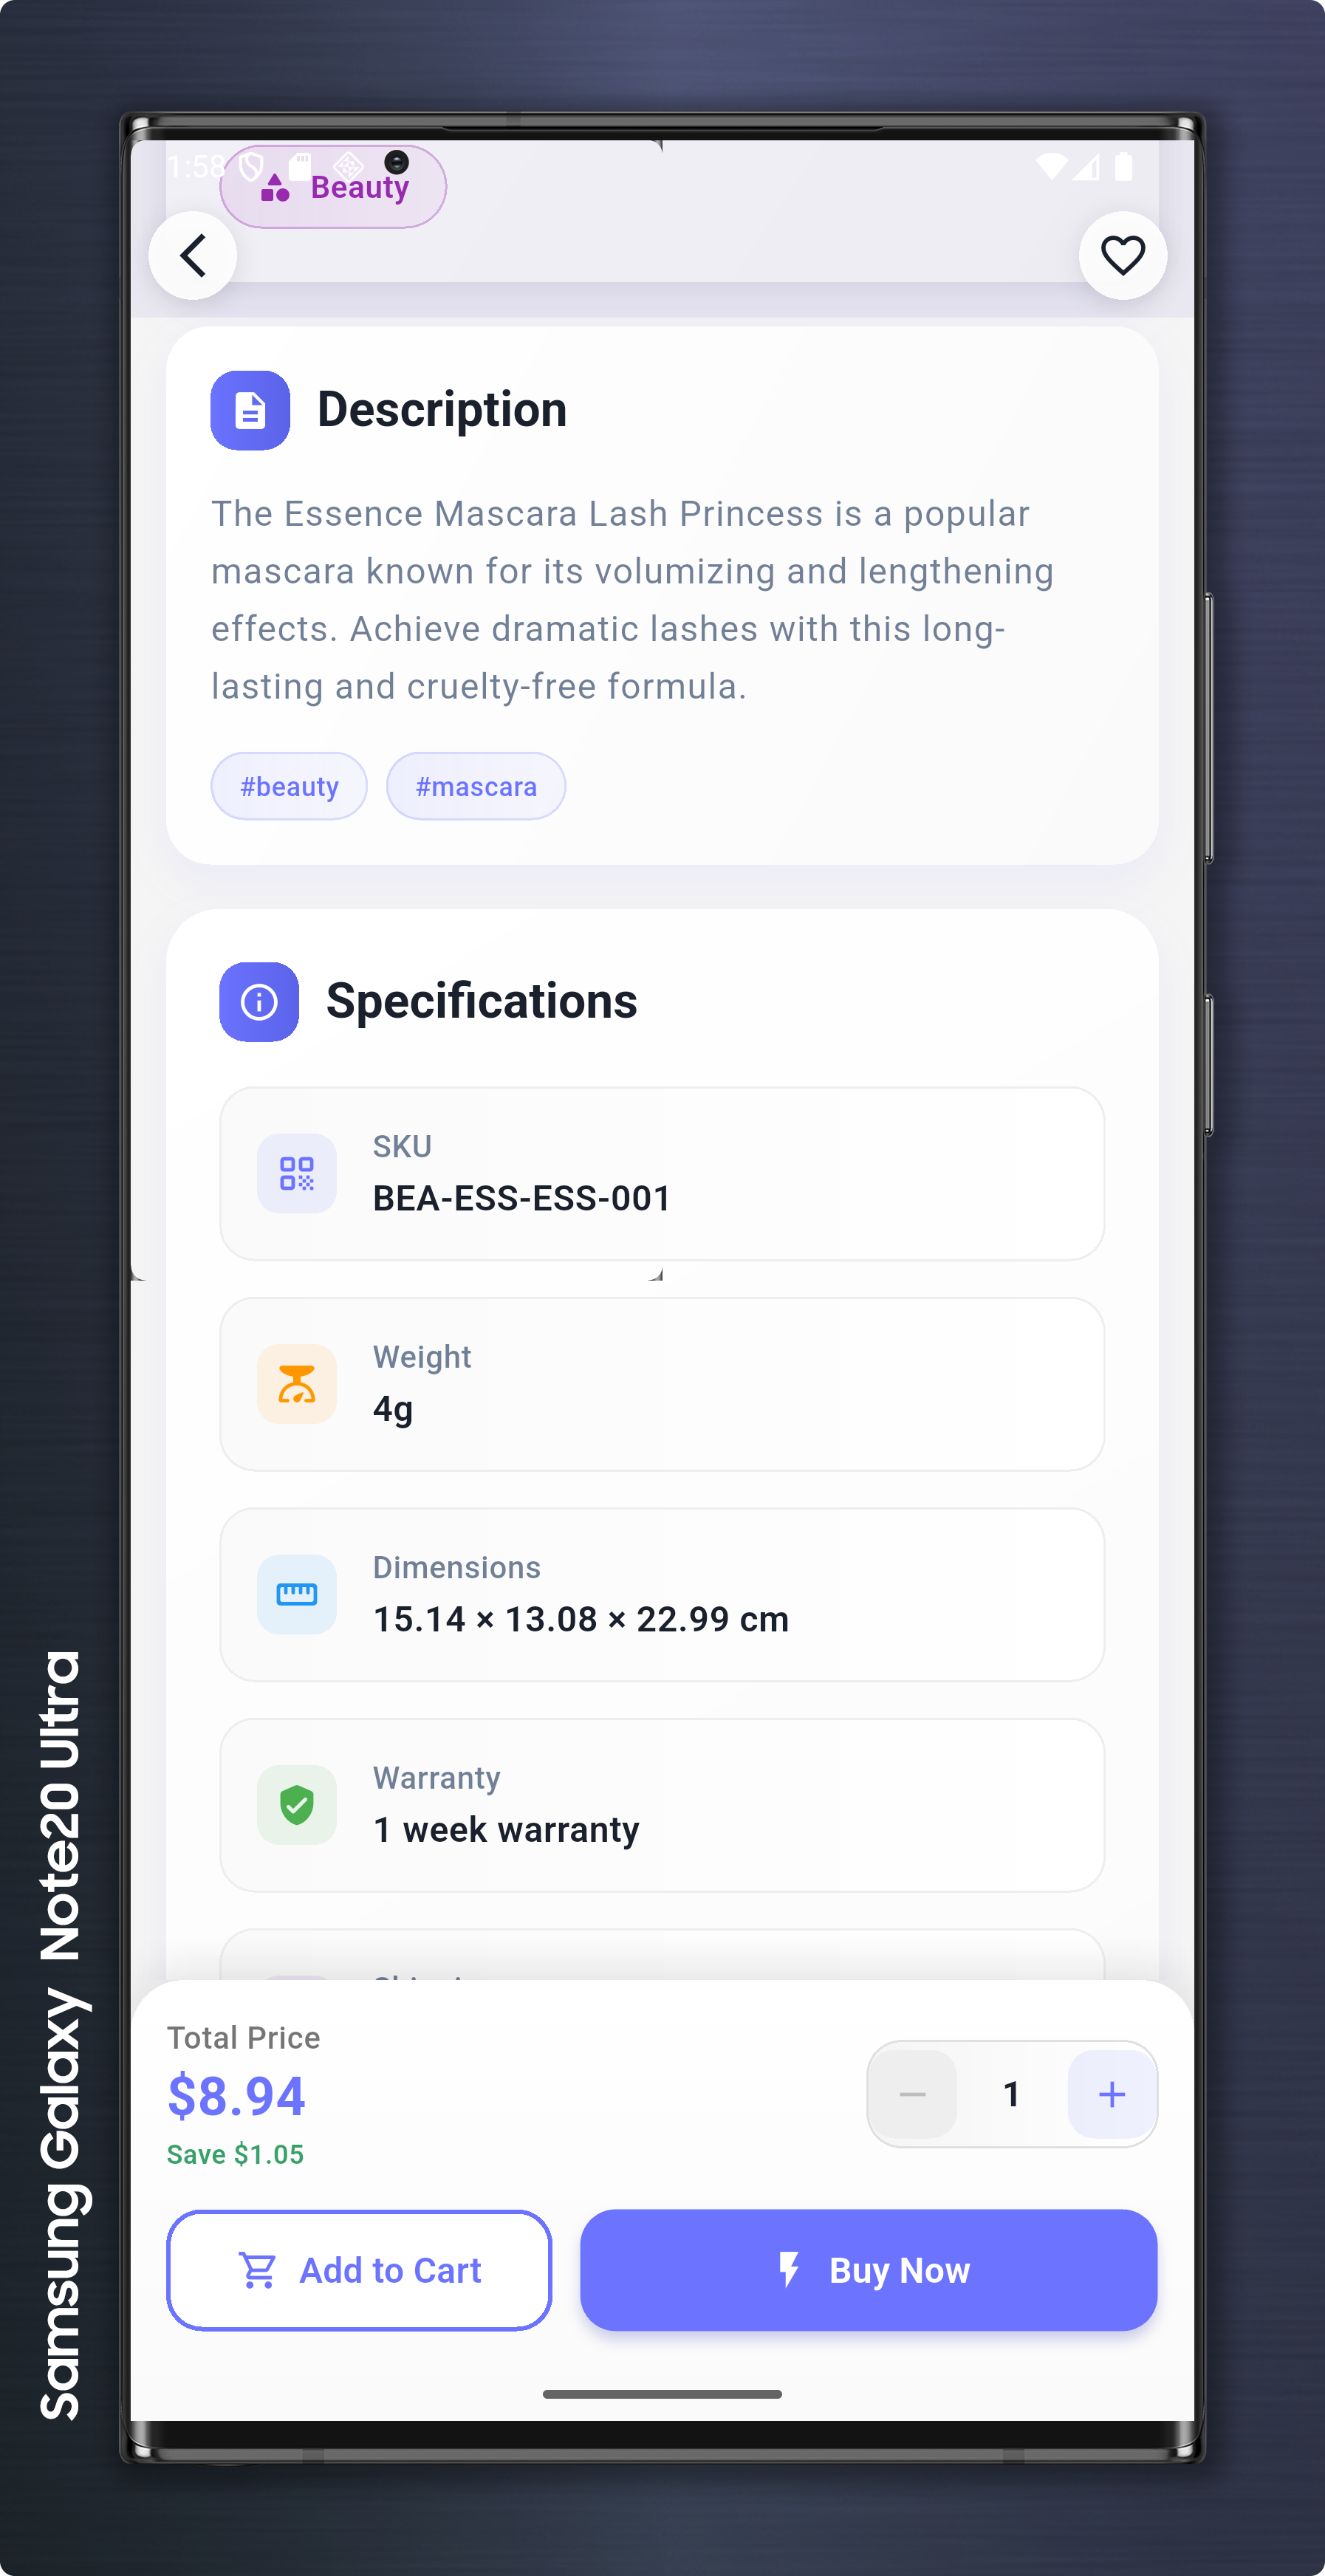 1:58
Beauty
Description
The Essence Mascara Lash Princess is a popular
mascara known for its volumizing and lengthening
effects. Achieve dramatic lashes with this long-
lasting and cruelty-free formula.
#beauty
#mascara
Specifications
SKU
BEA-ESS-ESS-001
Weight
4g
Dimensions
15.14 × 13.08 × 22.99 cm
Warranty
1 week warranty
Total Price
$8.94
Save $1.05
1
Add to Cart
Buy Now
Samsung Galaxy Note20 Ultra